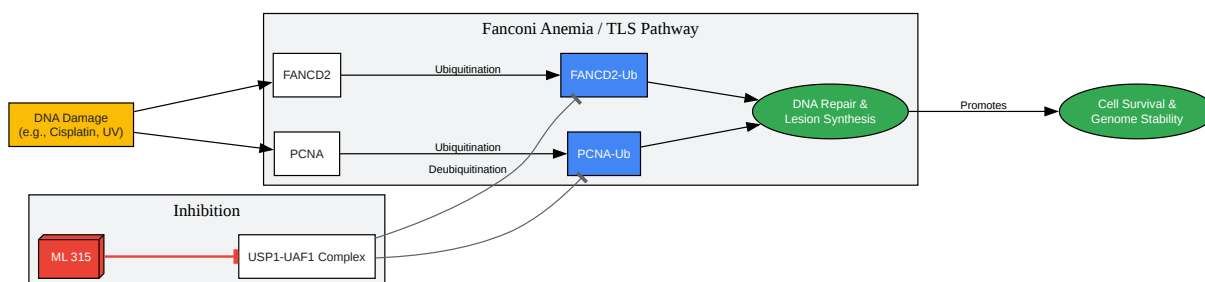 Fanconi Anemia / TLS Pathway
FANCD2
Ubiquitination
FANCD2-Ub
DNA Damage
(e.g., Cisplatin, UV)
DNA Repair &
Lesion Synthesis
Promotes
Cell Survival &
Genome Stability
PCNA
Ubiquitination
PCNA-Ub
Deubiquitination
Inhibition
ML 315
USP1-UAF1 Complex